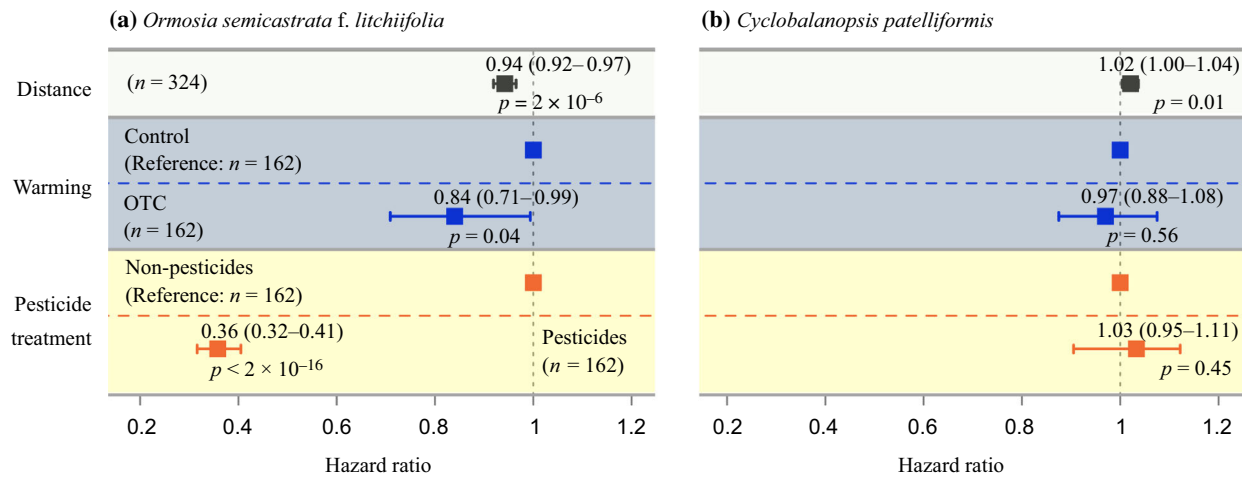 (a) Ormosia semicastrata f. litchiifolia
(b) Cyclobalanopsis patelliformis
Distance
(n = 324)
0.94 (0.92–0.97)
p = 2 × 10⁻⁶
1.02 (1.00–1.04)
p = 0.01
Warming
Control
(Reference: n = 162)
OTC
(n = 162)
0.84 (0.71–0.99)
p = 0.04
0.97 (0.88–1.08)
p = 0.56
Pesticide
treatment
Non-pesticides
(Reference: n = 162)
0.36 (0.32–0.41)
p < 2 × 10⁻¹⁶
Pesticides
(n = 162)
1.03 (0.95–1.11)
p = 0.45
0.2 0.4 0.6 0.8 1 1.2
0.2 0.4 0.6 0.8 1 1.2
Hazard ratio
Hazard ratio